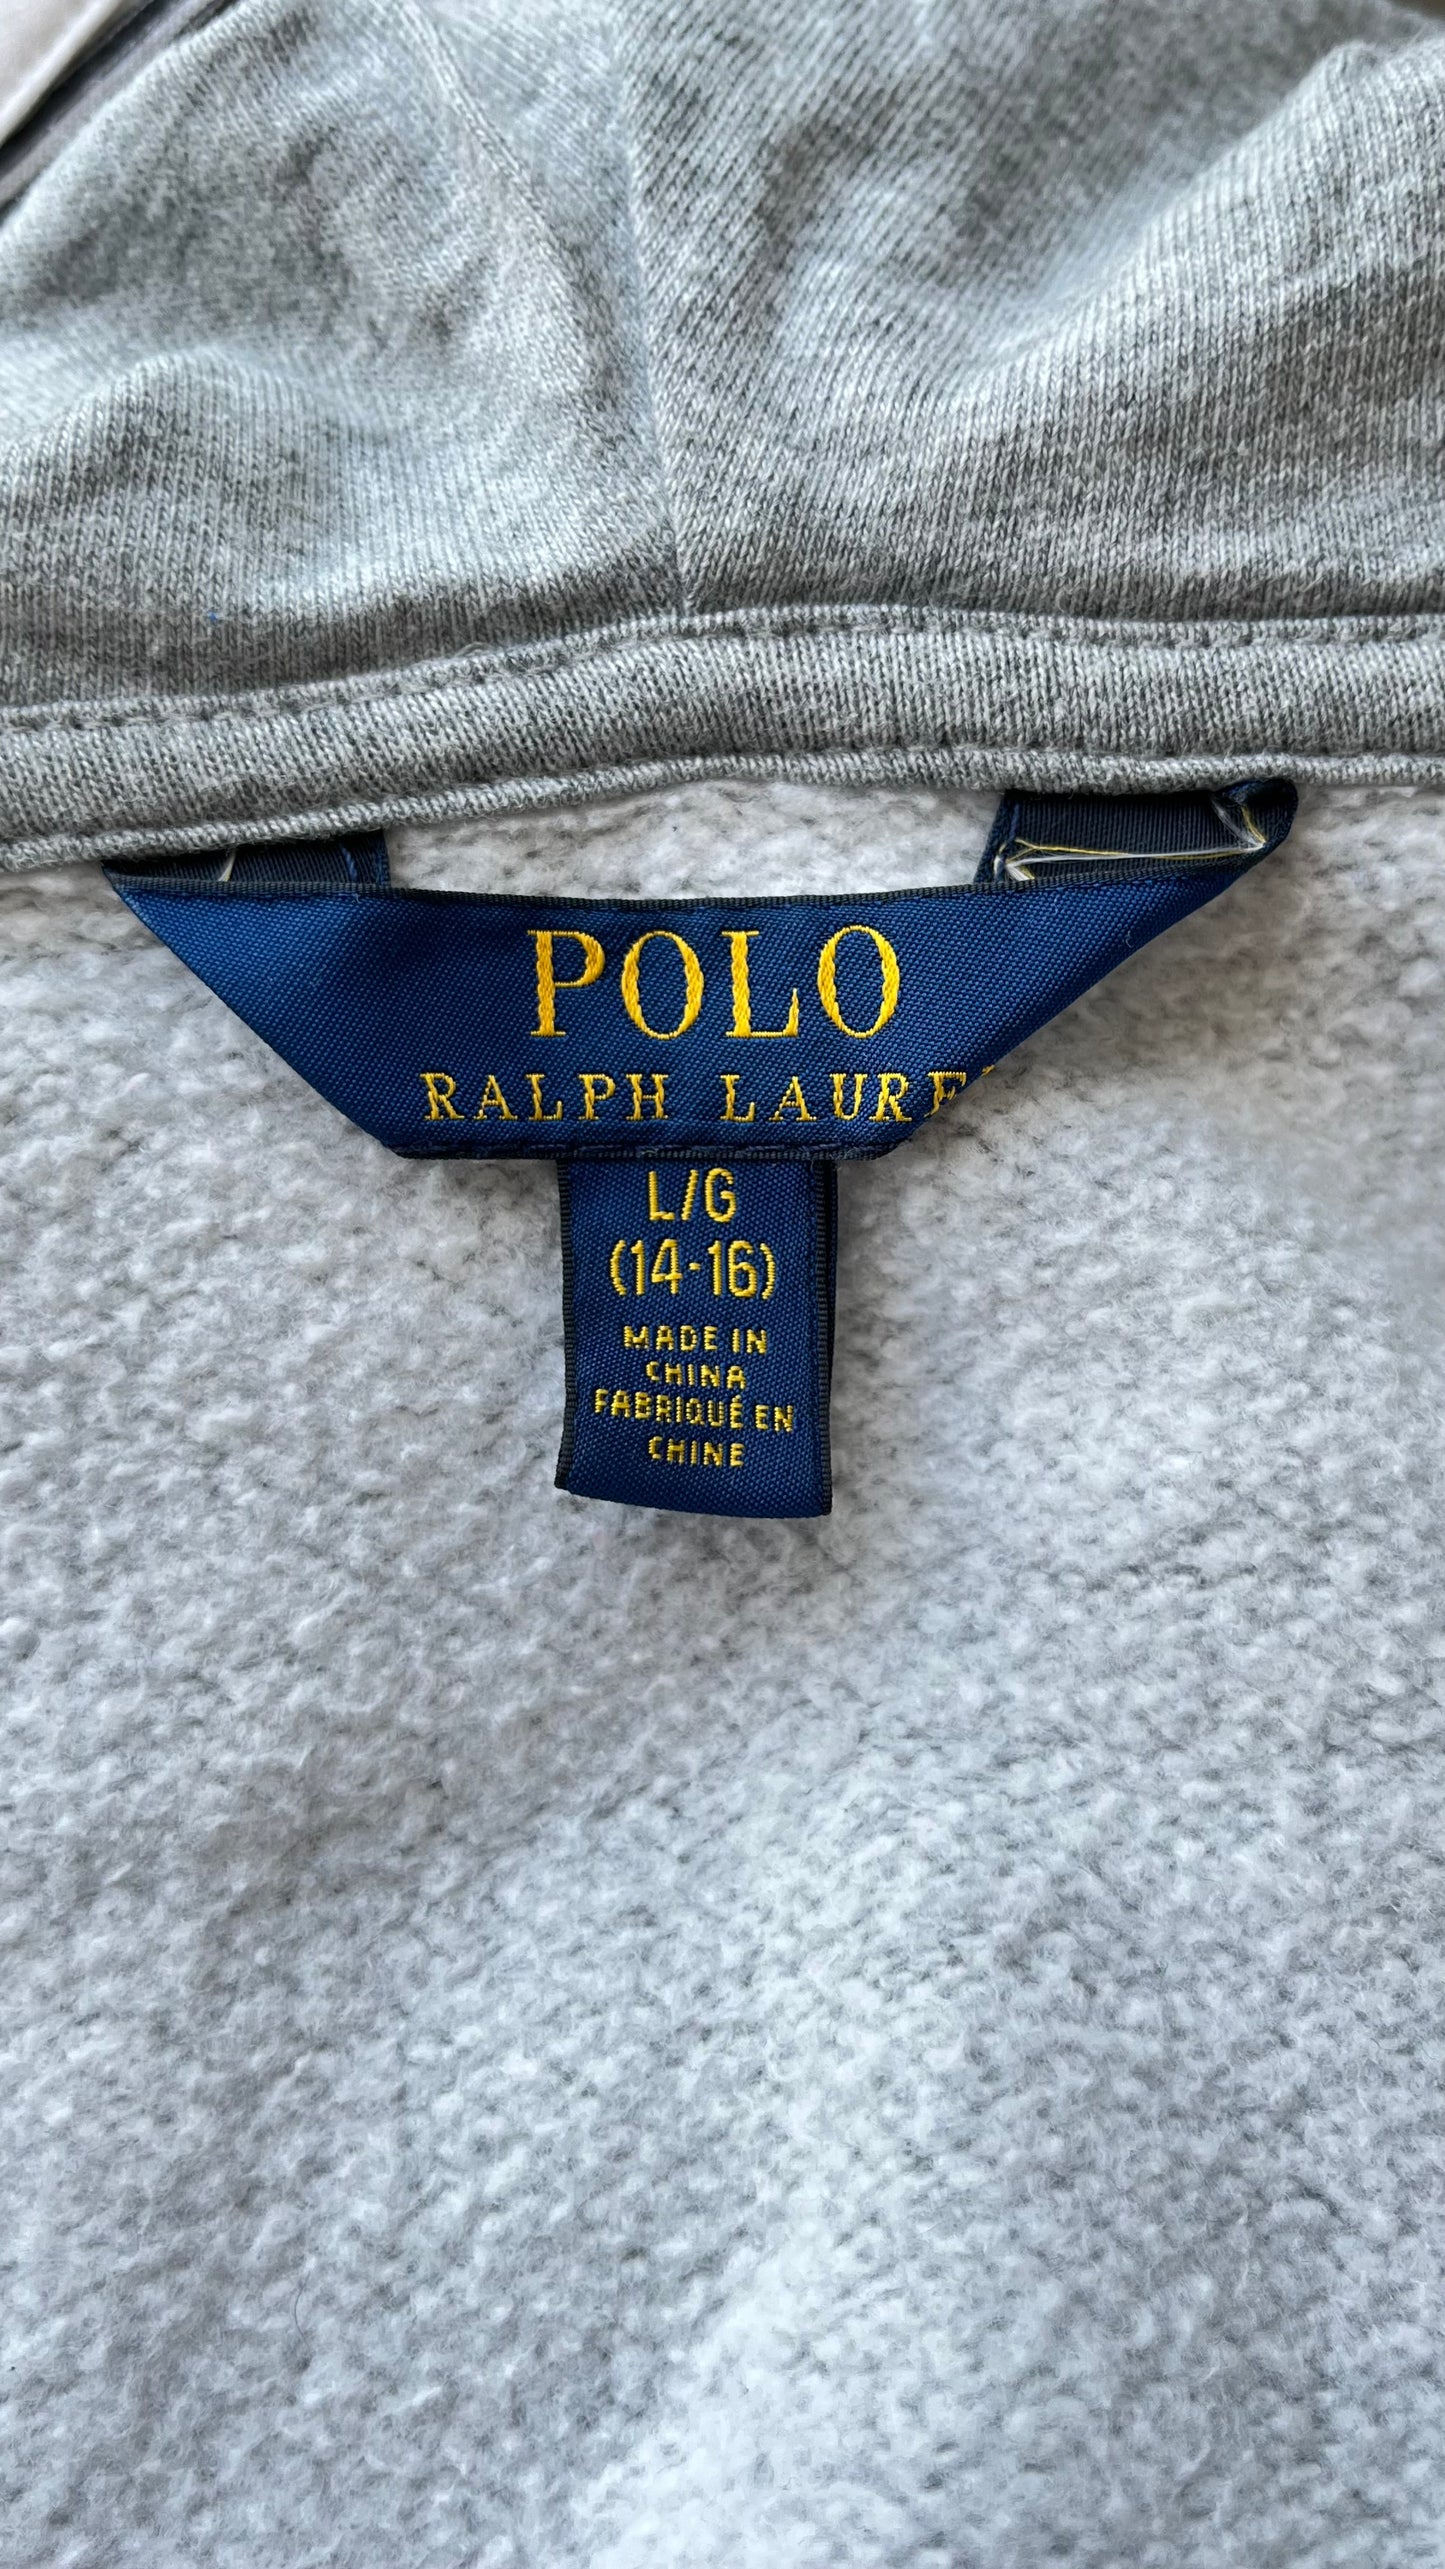 POLO
RALPH LAURE
L/G
(14-16)
MADE IN
CHINA
FABRIQUÉ EN
CHINE